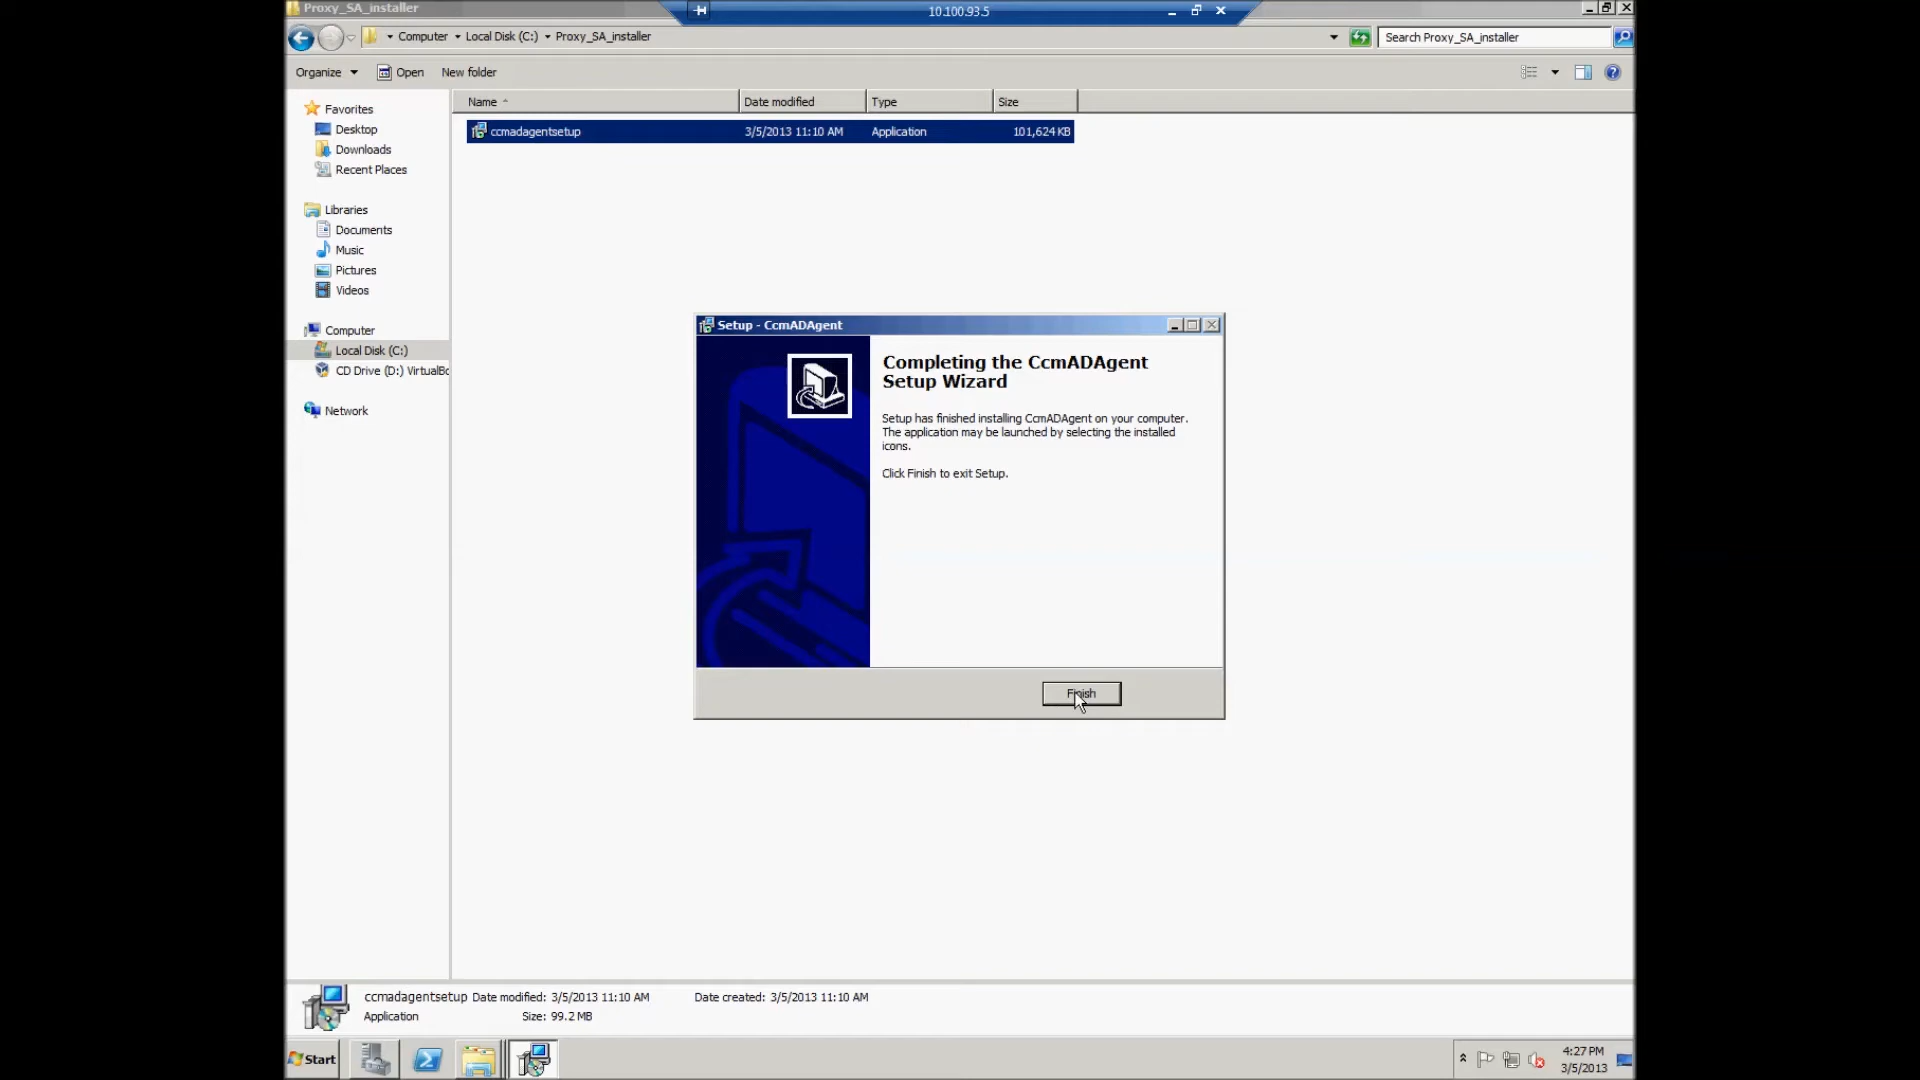 Proxy_SA_installer
10.100.93.5
Computer Local Disk (C:) Proxy_SA_installer
Search Proxy_SA_installer
Organize Open New folder
Name Date modified Type Size
ccmadagentsetup 3/5/2013 11:10 AM Application 101,624 KB
Favorites
Desktop
Downloads
Recent Places
Libraries
Documents
Music
Pictures
Videos
Computer
Local Disk (C:)
CD Drive (D:) VirtualBo
Network
Setup - CcmADAgent
Completing the CcmADAgent
Setup Wizard
Setup has finished installing CcmADAgent on your computer.
The application may be launched by selecting the installed
icons.
Click Finish to exit Setup.
Finish
ccmadagentsetup Date modified: 3/5/2013 11:10 AM Date created: 3/5/2013 11:10 AM
Application Size: 99.2 MB
Start
4:27 PM
3/5/2013